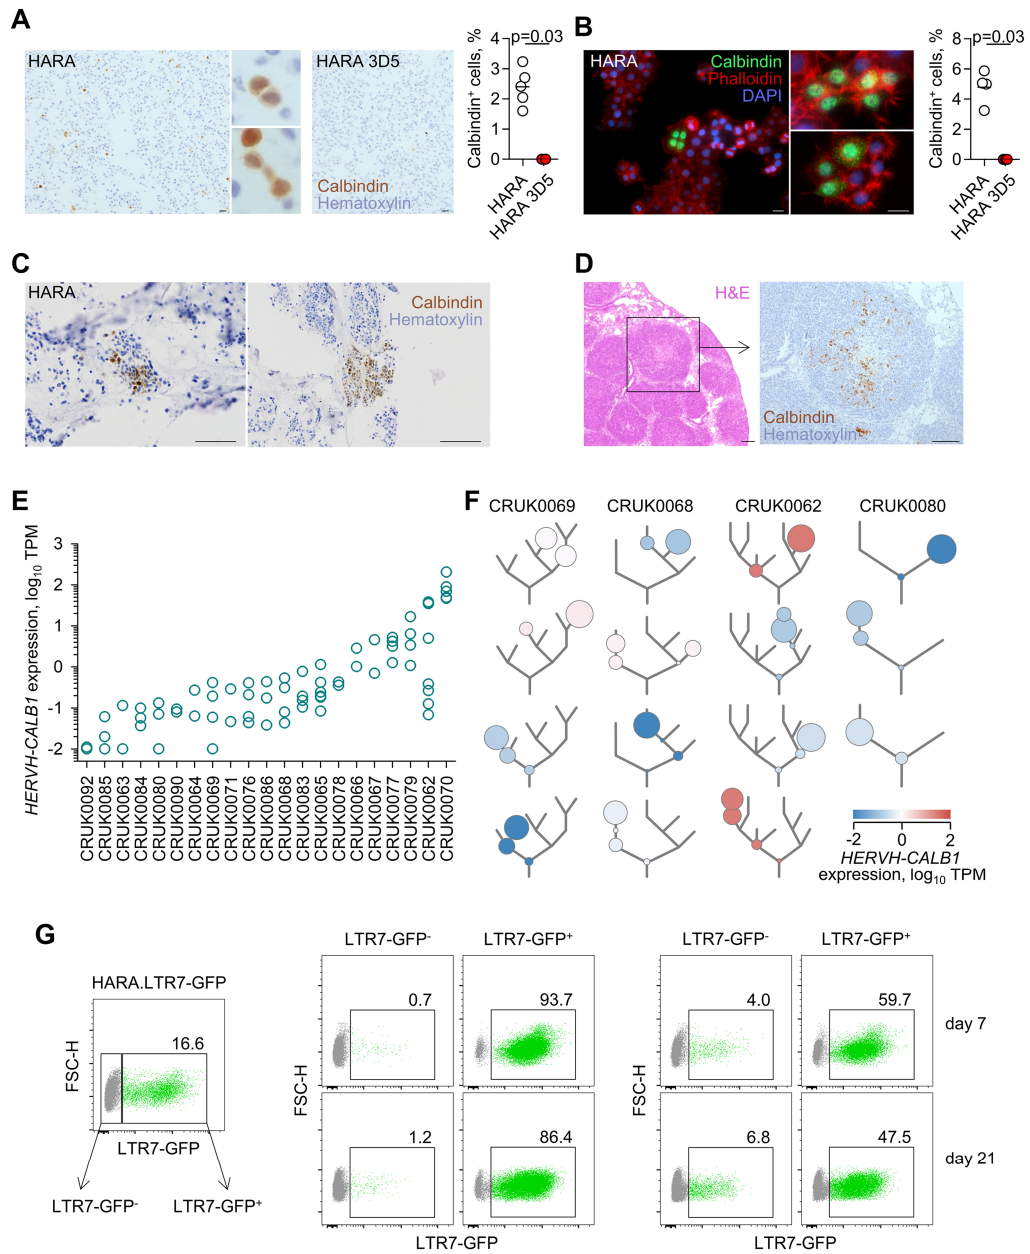 A
HARA
HARA 3D5
Calbindin
Hematoxylin
Calbindin⁺ cells, %
4
3
2
1
0
p=0.03
HARA
HARA 3D5
B
HARA
Calbindin
Phalloidin
DAPI
Calbindin⁺ cells, %
8
6
4
2
0
p=0.03
HARA
HARA 3D5
C
HARA
Calbindin
Hematoxylin
D
H&E
Calbindin
Hematoxylin
E
HERVH-CALB1 expression, log₁₀ TPM
3
2
1
0
-1
-2
CRUK0092
CRUK0085
CRUK0063
CRUK0084
CRUK0080
CRUK0090
CRUK0064
CRUK0069
CRUK0071
CRUK0076
CRUK0086
CRUK0068
CRUK0083
CRUK0065
CRUK0078
CRUK0066
CRUK0067
CRUK0077
CRUK0079
CRUK0062
CRUK0070
F
CRUK0069
CRUK0068
CRUK0062
CRUK0080
-2
0
2
HERVH-CALB1
expression, log₁₀ TPM
G
HARA.LTR7-GFP
16.6
FSC-H
LTR7-GFP
LTR7-GFP⁻
LTR7-GFP⁺
LTR7-GFP⁻
LTR7-GFP⁺
0.7
93.7
1.2
86.4
FSC-H
LTR7-GFP
LTR7-GFP⁻
LTR7-GFP⁺
4.0
59.7
day 7
6.8
47.5
day 21
FSC-H
LTR7-GFP